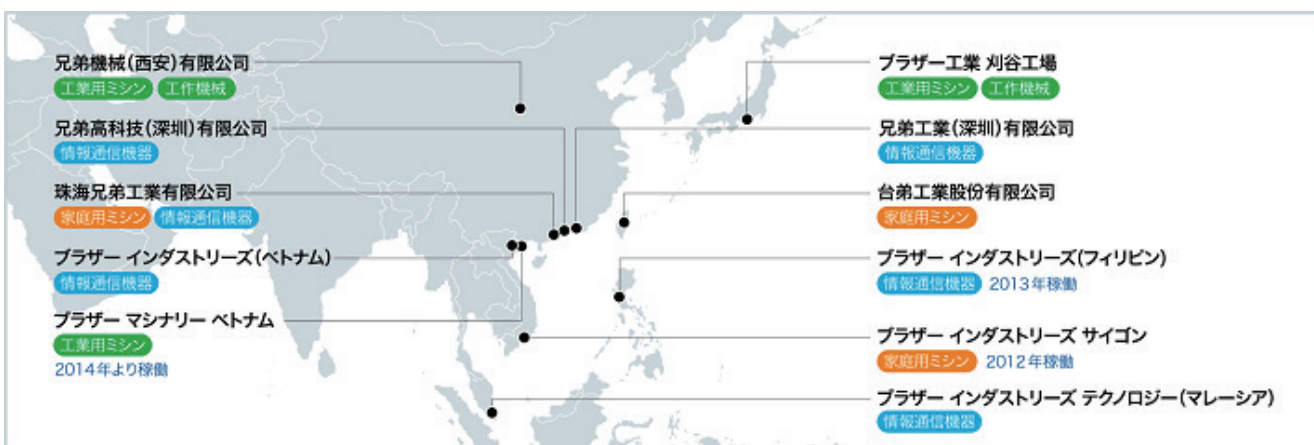 兄弟機械(西安)有限公司
工業用ミシン 工作機械
兄弟高科技(深圳)有限公司
情報通信機器
珠海兄弟工業有限公司
家庭用ミシン 情報通信機器
ブラザー インダストリーズ(ベトナム)
情報通信機器
ブラザー マシナリー ベトナム
工業用ミシン
2014年より稼働
ブラザー工業 刈谷工場
工業用ミシン 工作機械
兄弟工業(深圳)有限公司
情報通信機器
台弟工業股份有限公司
家庭用ミシン
ブラザー インダストリーズ(フィリピン)
情報通信機器 2013年稼働
ブラザー インダストリーズ サイゴン
家庭用ミシン 2012年稼働
ブラザー インダストリーズ テクノロジー(マレーシア)
情報通信機器